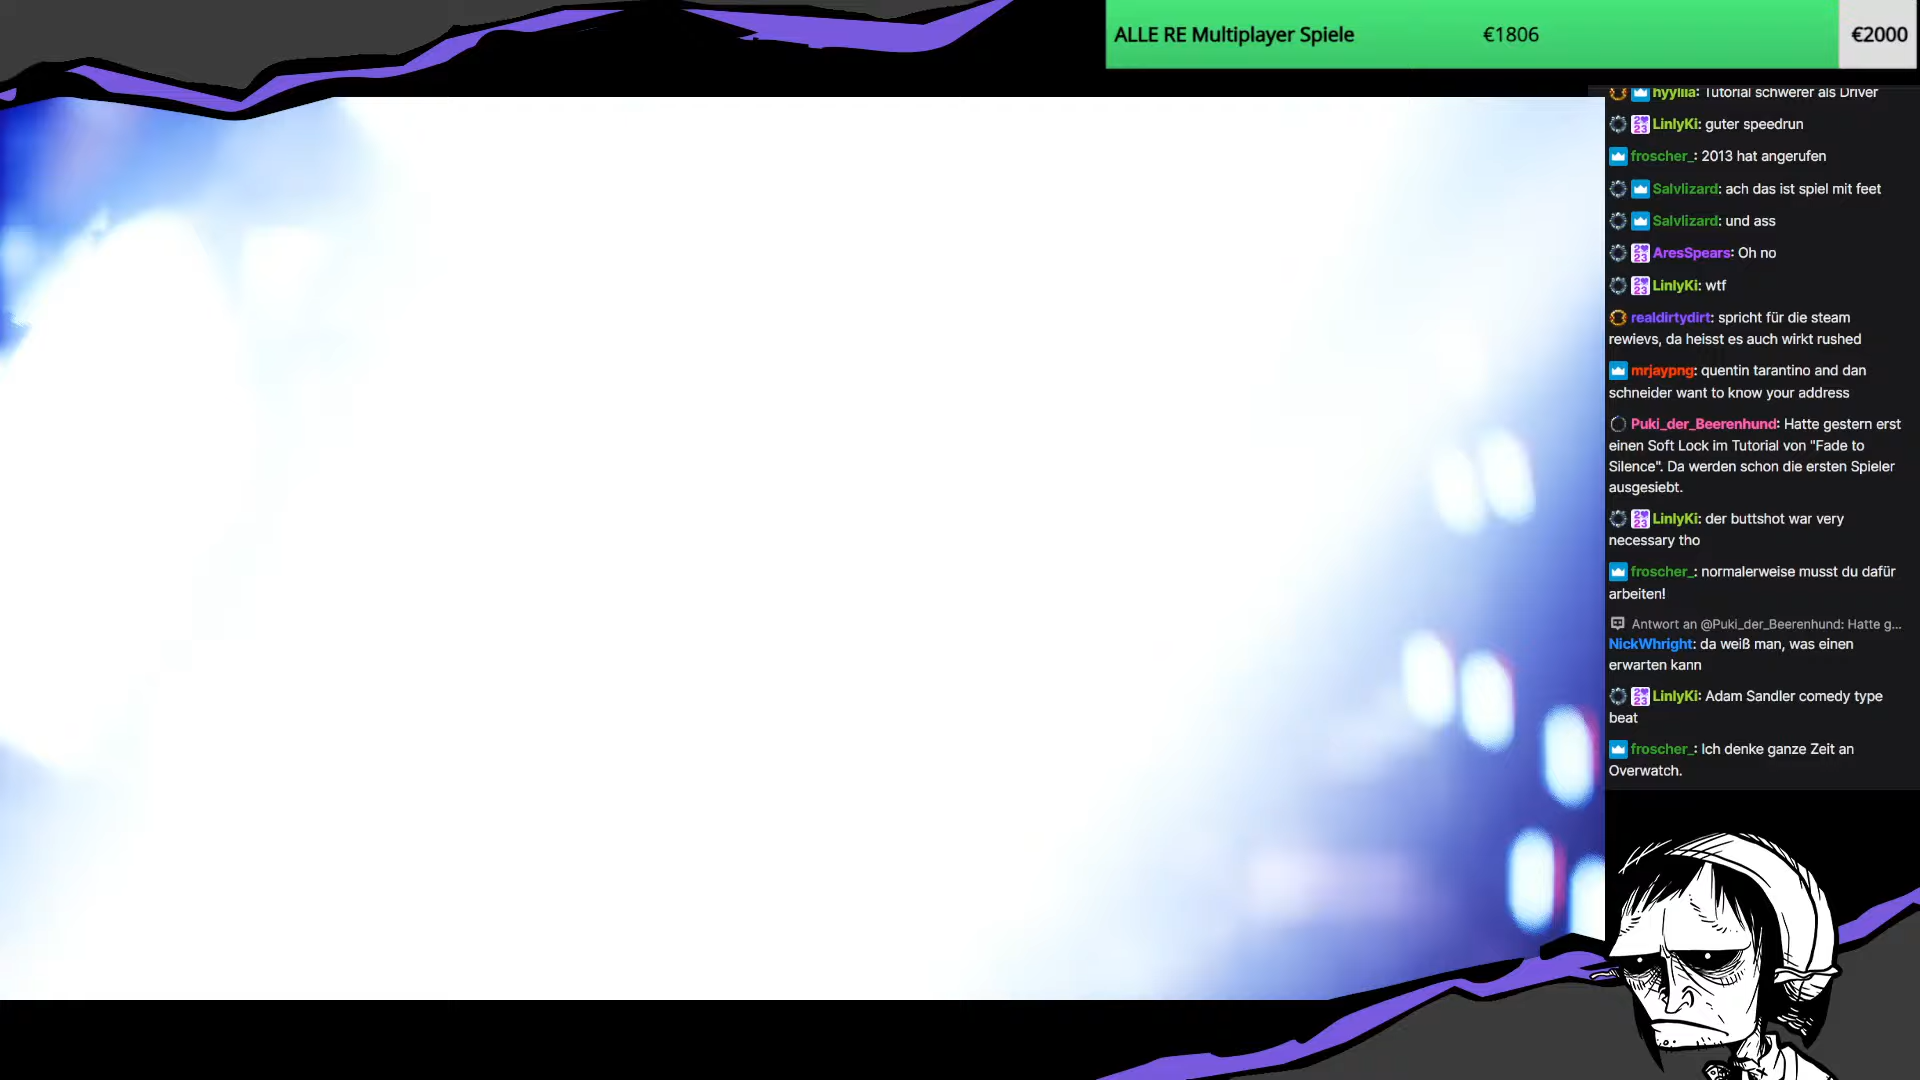 ALLE RE Multiplayer Spiele €1806 €2000
hyyllia: Tutorial schwerer als Driver
LinlyKi: guter speedrun
froscher_: 2013 hat angerufen
Salvlizard: ach das ist spiel mit feet
Salvlizard: und ass
AresSpears: Oh no
LinlyKi: wtf
realdirtydirt: spricht für die steam
rewievs, da heisst es auch wirkt rushed
mrjaypng: quentin tarantino and dan
schneider want to know your address
Puki_der_Beerenhund: Hatte gestern erst
einen Soft Lock im Tutorial von "Fade to
Silence". Da werden schon die ersten Spieler
ausgesiebt.
LinlyKi: der buttshot war very
necessary tho
froscher_: normalerweise musst du dafür
arbeiten!
Antwort an @Puki_der_Beerenhund: Hatte g...
NickWhright: da weiß man, was einen
erwarten kann
LinlyKi: Adam Sandler comedy type
beat
froscher_: Ich denke ganze Zeit an
Overwatch.